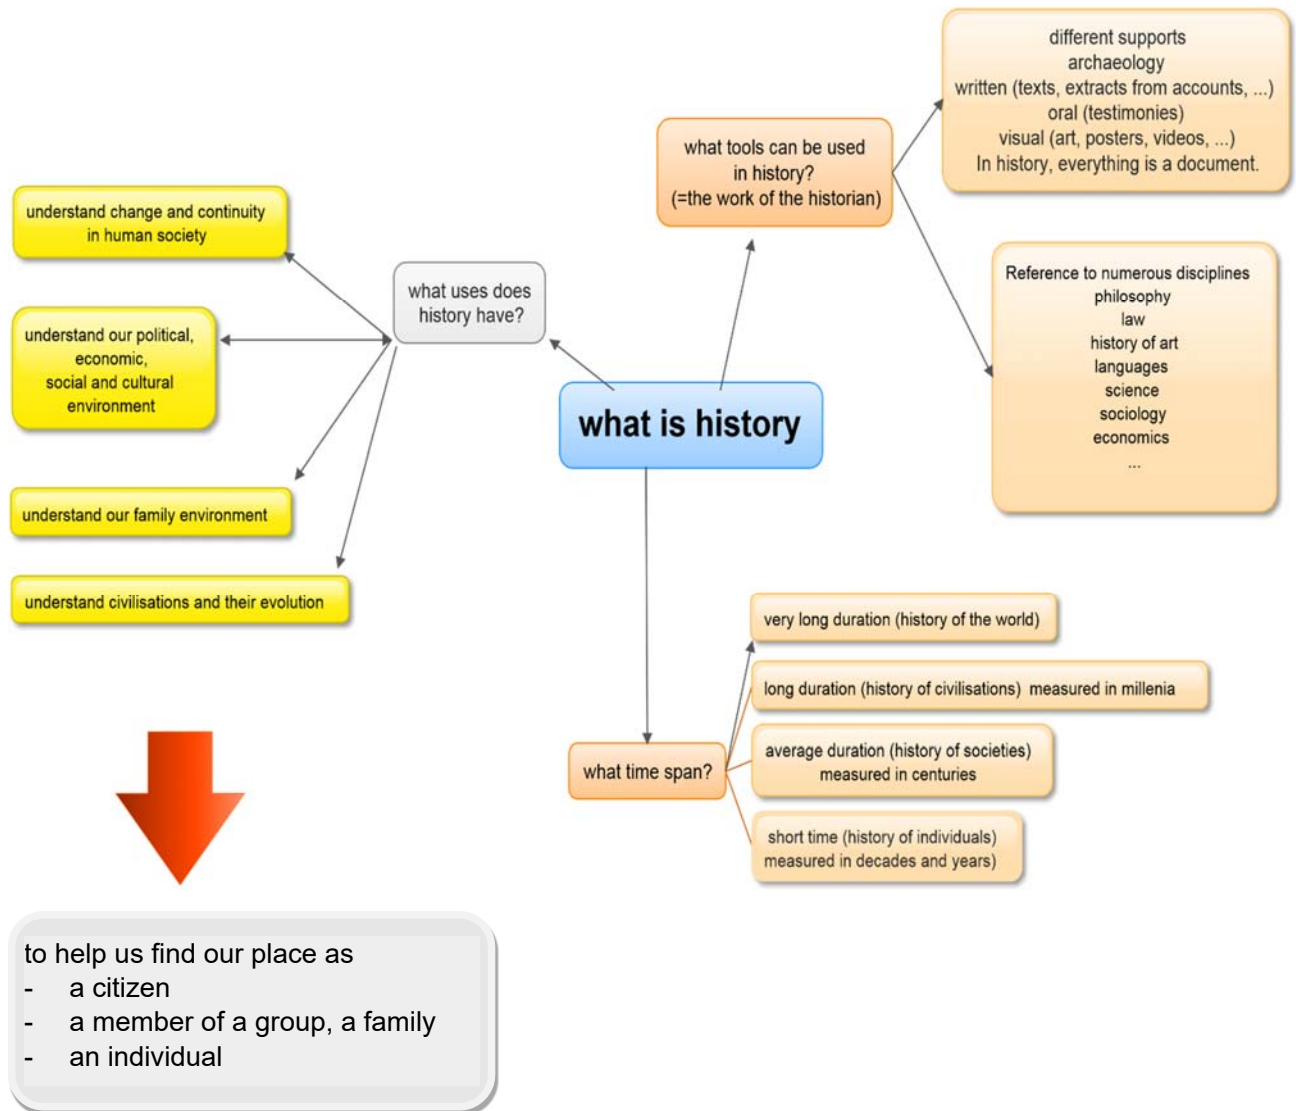 different supports
archaeology
written (texts, extracts from accounts, ...)
oral (testimonies)
visual (art, posters, videos, ...)
In history, everything is a document.
what tools can be used
in history?
(=the work of the historian)
understand change and continuity
in human society
what uses does
history have?
Reference to numerous disciplines
philosophy
law
history of art
languages
science
sociology
economics
...
understand our political,
economic,
social and cultural
environment
what is history
understand our family environment
understand civilisations and their evolution
very long duration (history of the world)
long duration (history of civilisations)  measured in millenia
what time span?
average duration (history of societies)
measured in centuries
short time (history of individuals)
measured in decades and years)
to help us find our place as
- a citizen
- a member of a group, a family
- an individual